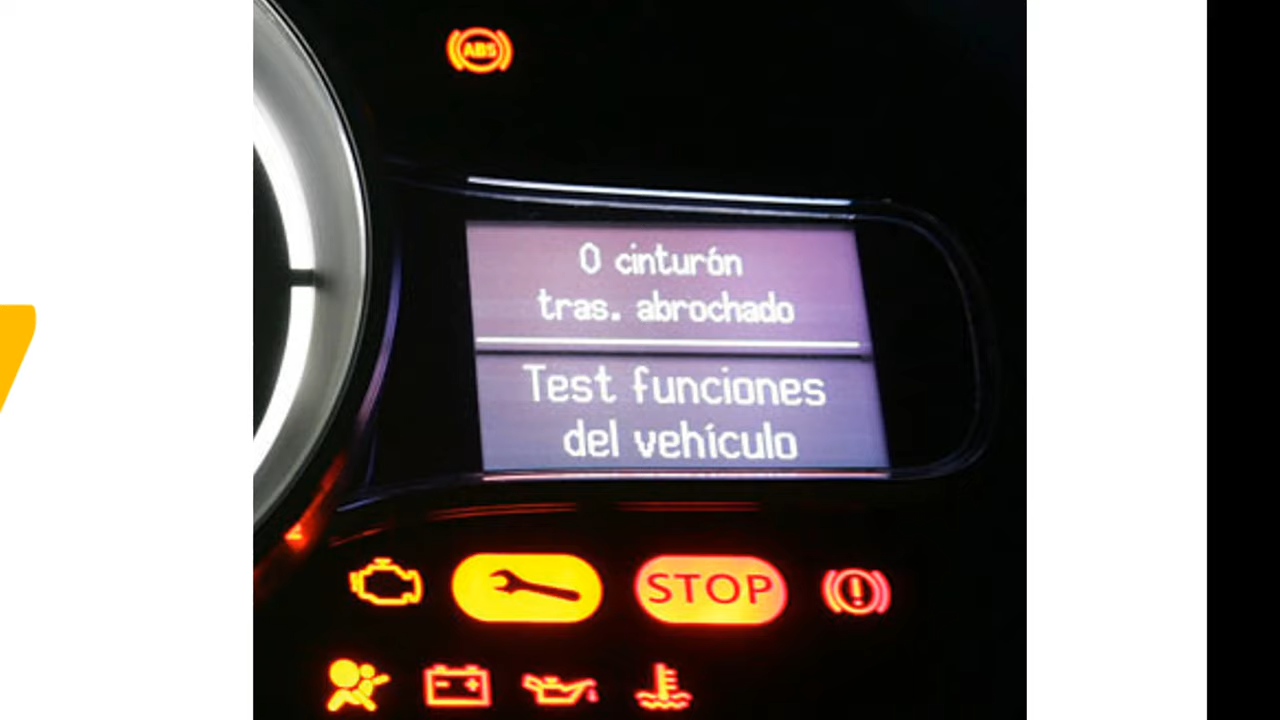 ABS
0 cinturón
tras. abrochado
Test funciones
del vehículo
STOP